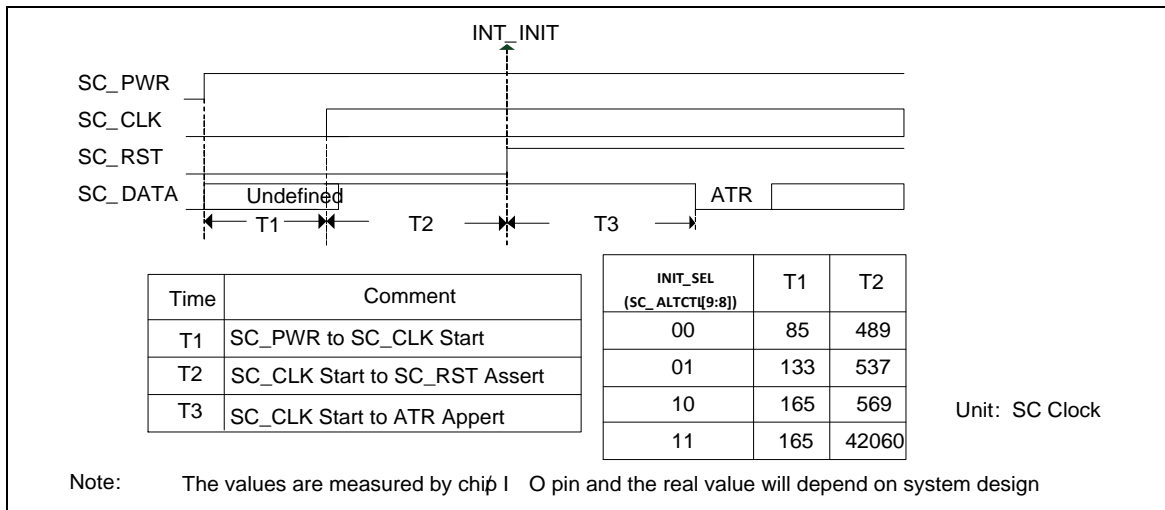 INT_INIT
SC_PWR
SC_CLK
SC_RST
SC_DATA Undefined ATR
T1 T2 T3
Time Comment
T1 SC_PWR to SC_CLK Start
T2 SC_CLK Start to SC_RST Assert
T3 SC_CLK Start to ATR Appert
INIT_SEL (SC_ALTCTL[9:8]) T1 T2
00 85 489
01 133 537
10 165 569
11 165 42060
Unit: SC Clock
Note: The values are measured by chip I O pin and the real value will depend on system design